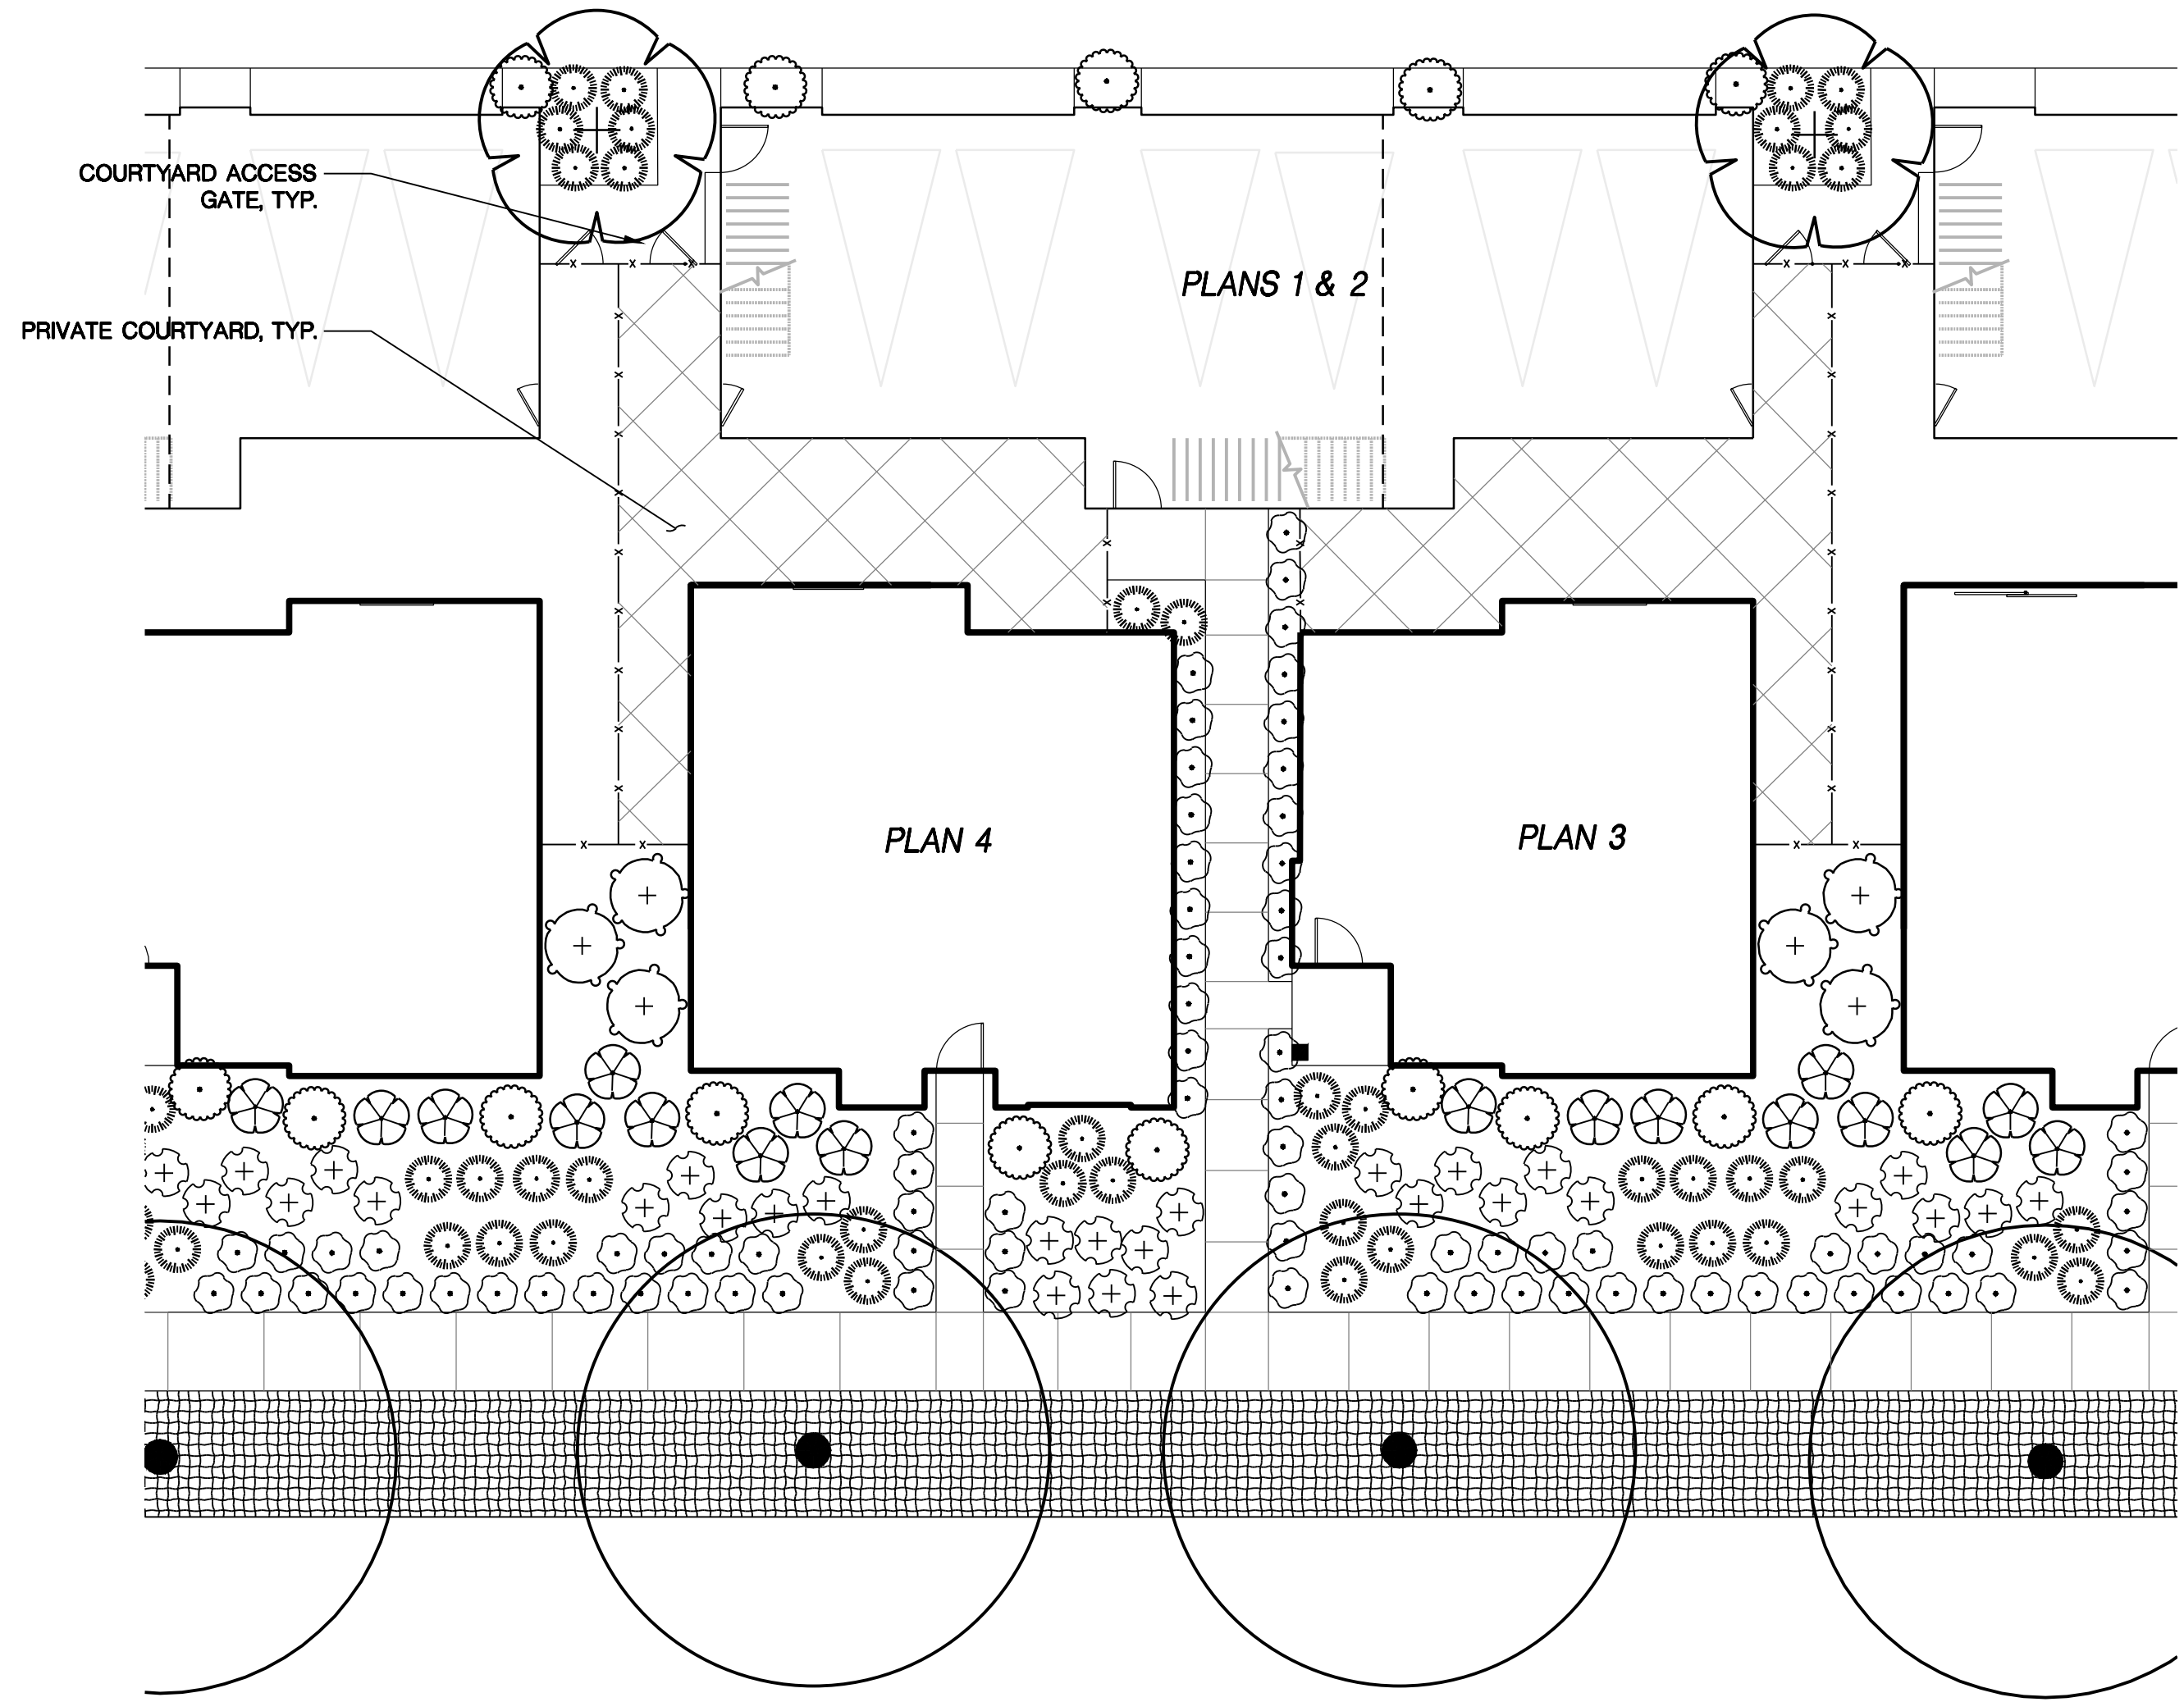 COURTYARD ACCESS
GATE, TYP.
PLANS 1 & 2
PRIVATE COURTYARD, TYP.
PLAN 4
PLAN 3